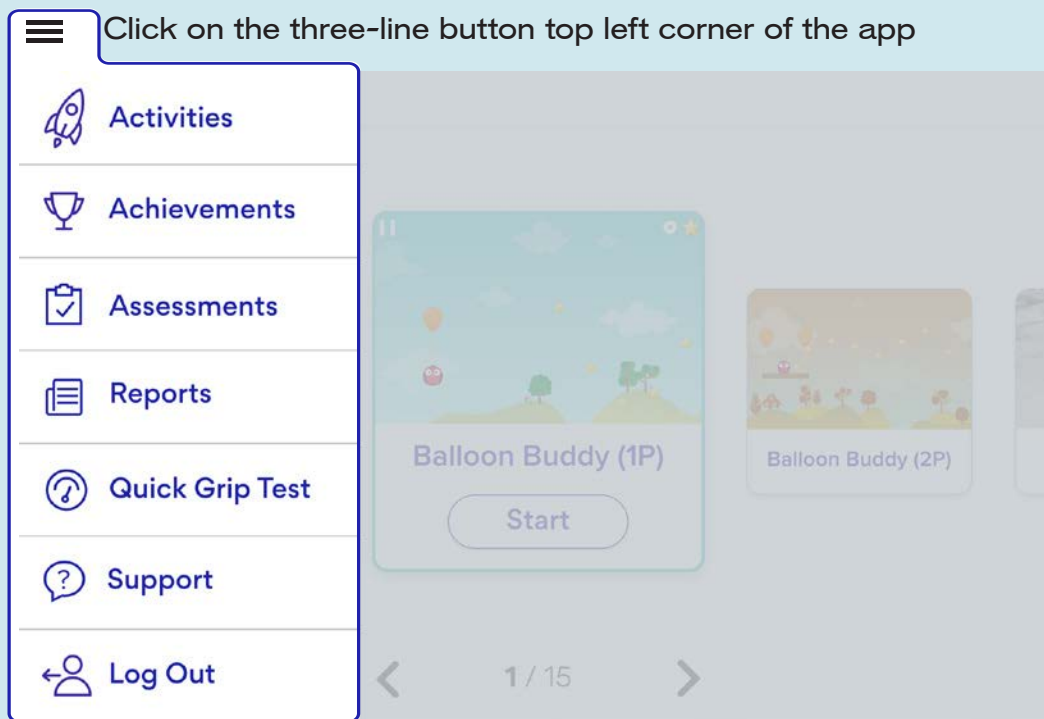 Click on the three-line button top left corner of the app
Activities
Achievements
Assessments
Reports
Quick Grip Test
Support
Log Out
Balloon Buddy (1P)
Start
Balloon Buddy (2P)
1 / 15